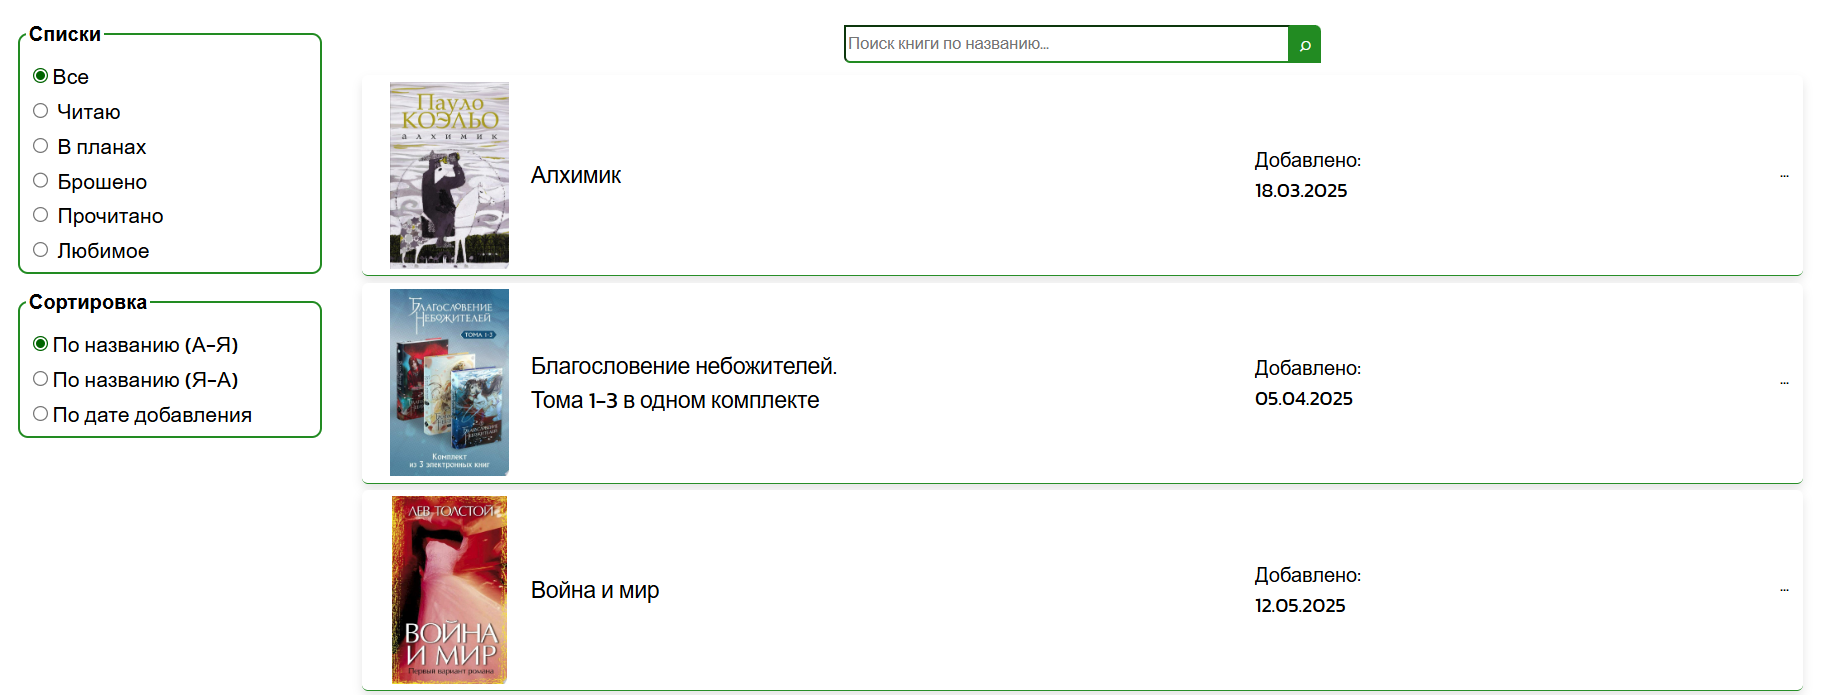 Списки
Все
Читаю
В планах
Брошено
Прочитано
Любимое
Сортировка
По названию (А-Я)
По названию (Я-А)
По дате добавления
Поиск книги по названию...
Пауло
КОЭЛЬО
алхимик
Алхимик
Добавлено:
18.03.2025
...
Благословение
Небожителей
ТОМА 1-3
Комплект
из 3 электронных книг
Благословение небожителей.
Тома 1-3 в одном комплекте
Добавлено:
05.04.2025
...
ЛЕВ ТОЛСТОЙ
ВОЙНА
И МИР
Первый вариант романа
Война и мир
Добавлено:
12.05.2025
...